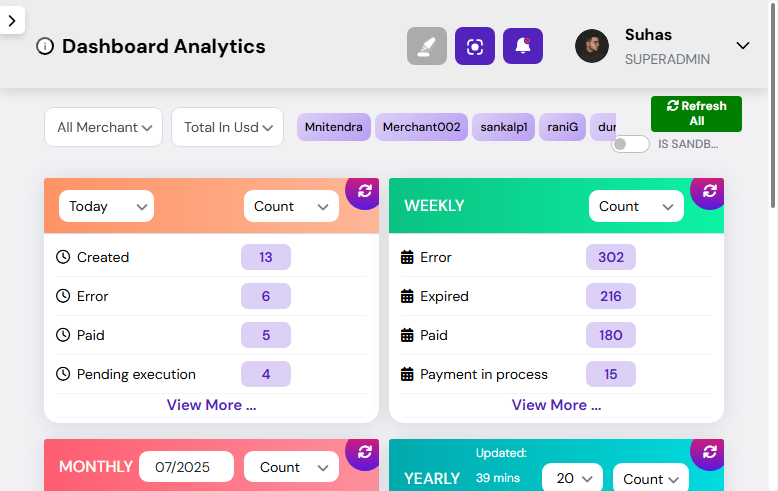 Dashboard Analytics
Suhas
SUPERADMIN
All Merchant
Total In Usd
Mnitendra
Merchant002
sankalp1
raniG
Refresh All
IS SANDB...
Today
Count
Created 13
Error 6
Paid 5
Pending execution 4
View More ...
WEEKLY
Count
Error 302
Expired 216
Paid 180
Payment in process 15
View More ...
MONTHLY
07/2025
Count
YEARLY
Updated:
39 mins
20
Count